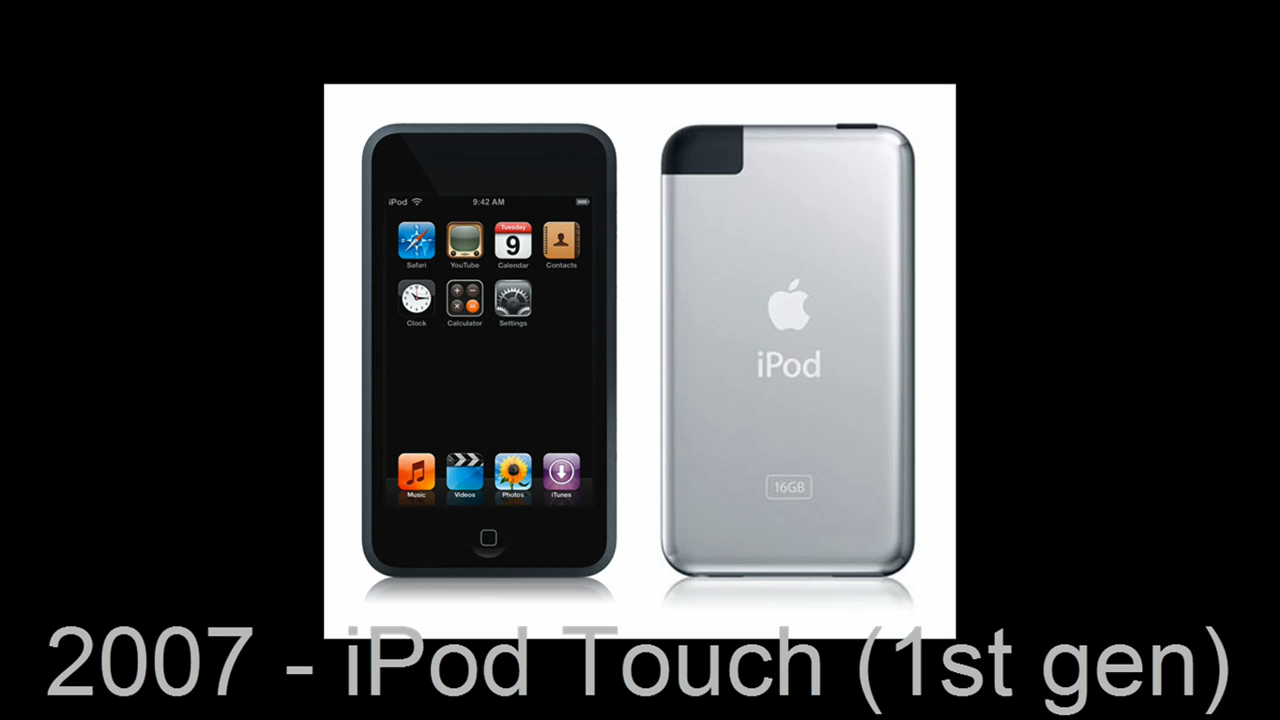 iPod 9:42 AM
Tuesday
9
Safari YouTube Calendar Contacts
Clock Calculator Settings
Music Videos Photos iTunes
iPod
16GB
2007 - iPod Touch (1st gen)